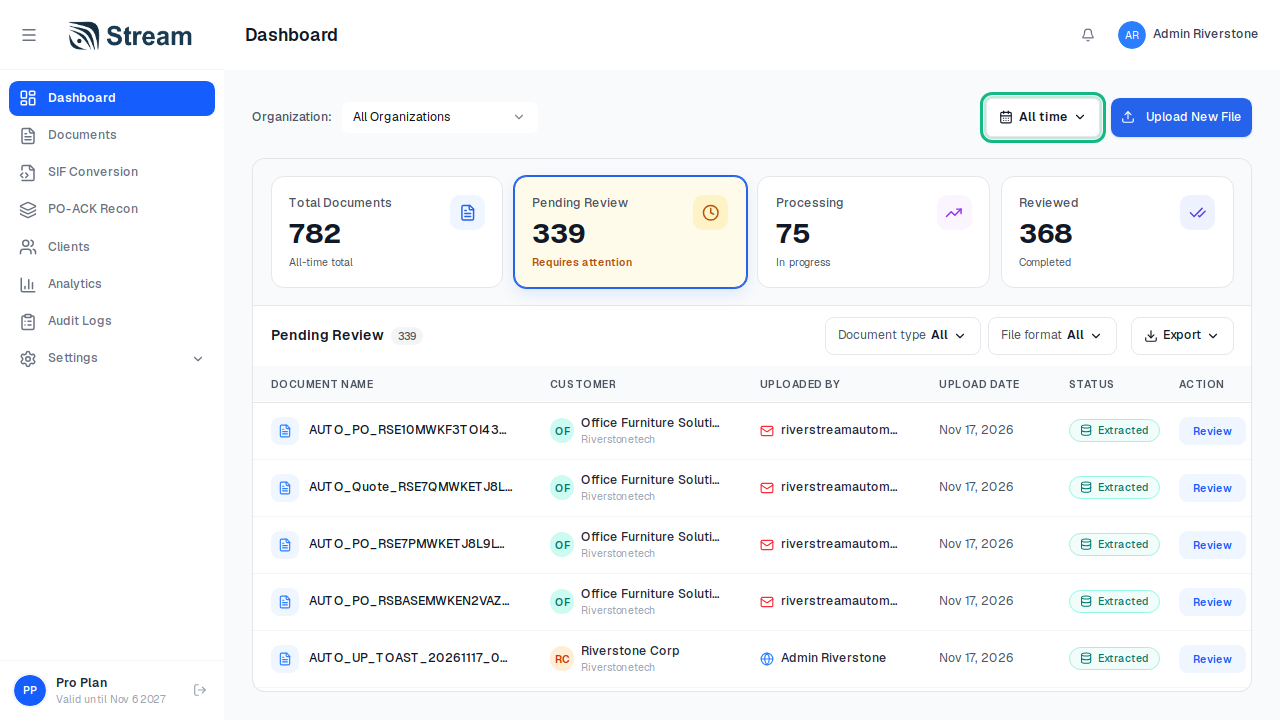 Stream
Dashboard
AR
Admin Riverstone
Dashboard
Documents
SIF Conversion
PO-ACK Recon
Clients
Analytics
Audit Logs
Settings
PP
Pro Plan
Valid until Nov 6 2027
Organization:
All Organizations
All time
Upload New File
Total Documents
782
All-time total
Pending Review
339
Requires attention
Processing
75
In progress
Reviewed
368
Completed
Pending Review 339
Document type All
File format All
Export
DOCUMENT NAME CUSTOMER UPLOADED BY UPLOAD DATE STATUS ACTION
AUTO_PO_RSE10MWKF3TOI43... OF Office Furniture Soluti... riverstreamautom... Nov 17, 2026 Extracted Review
Riverstonetech
AUTO_Quote_RSE7QMWKETJ8L... OF Office Furniture Soluti... riverstreamautom... Nov 17, 2026 Extracted Review
Riverstonetech
AUTO_PO_RSE7PMWKETJ8L9L... OF Office Furniture Soluti... riverstreamautom... Nov 17, 2026 Extracted Review
Riverstonetech
AUTO_PO_RSBASEMWKEN2VAZ... OF Office Furniture Soluti... riverstreamautom... Nov 17, 2026 Extracted Review
Riverstonetech
AUTO_UP_TOAST_20261117_0... RC Riverstone Corp Admin Riverstone Nov 17, 2026 Extracted Review
Riverstonetech